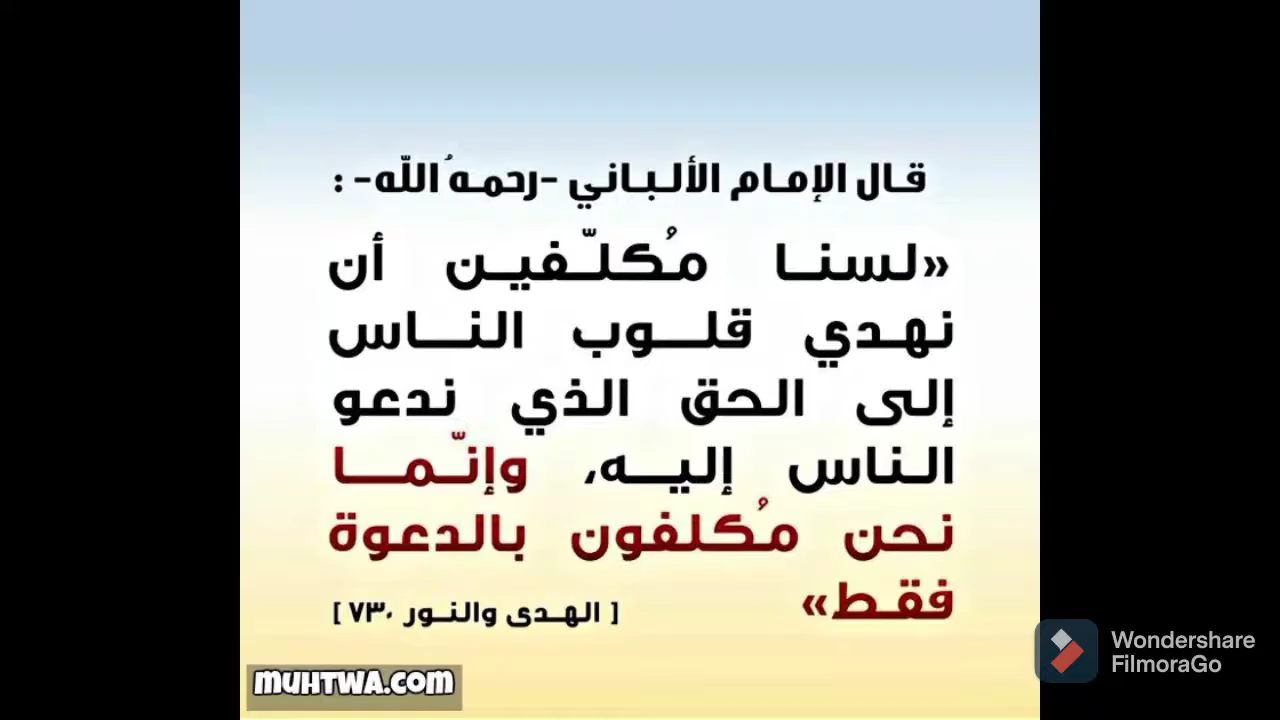 قال الإمام الألباني -رحمهُ اللّه- :
«لسنا مُكلّفين أن
نهدي قلوب الناس
إلى الحق الذي ندعو
الناس إليه، وإنّما
نحن مُكلفون بالدعوة
فقط»
[ الهدى والنور ٧٣٠ ]
MUHTWA.COM
Wondershare
FilmoraGo